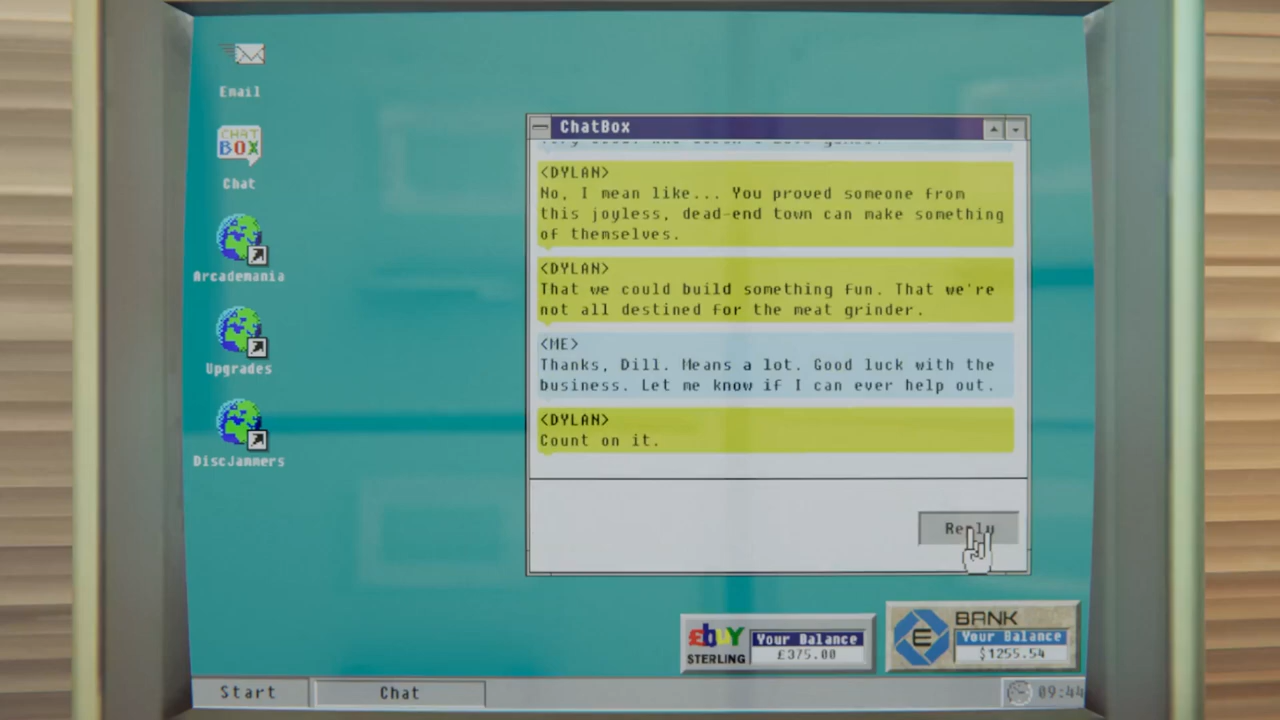 Email
CHAT
BOX
Chat
Arcademania
Upgrades
DiscJammers
ChatBox
<DYLAN>
No, I mean like... You proved someone from
this joyless, dead-end town can make something
of themselves.
<DYLAN>
That we could build something fun. That we're
not all destined for the meat grinder.
<ME>
Thanks, Dill. Means a lot. Good luck with the
business. Let me know if I can ever help out.
<DYLAN>
Count on it.
Reply
£buy
STERLING
Your Balance
£375.00
E
BANK
Your Balance
$1255.54
Start
Chat
09:44